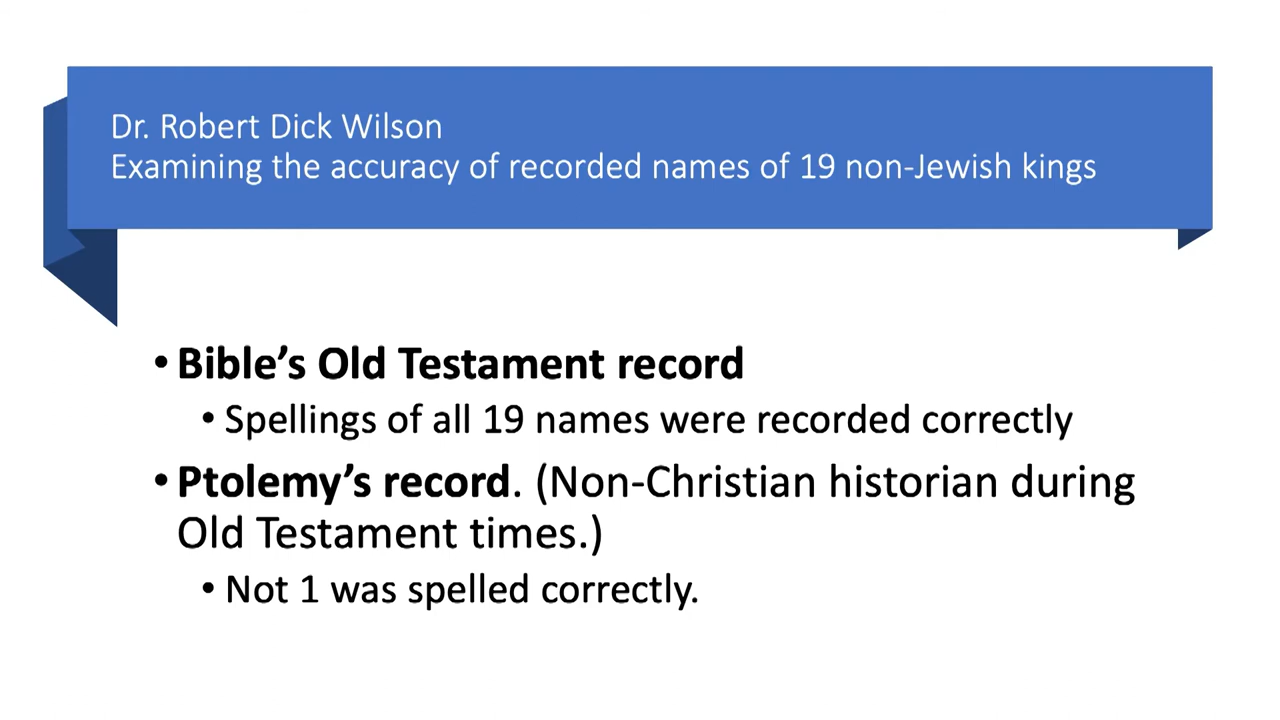 Dr. Robert Dick Wilson
Examining the accuracy of recorded names of 19 non-Jewish kings
• Bible’s Old Testament record
• Spellings of all 19 names were recorded correctly
• Ptolemy’s record. (Non-Christian historian during
Old Testament times.)
• Not 1 was spelled correctly.